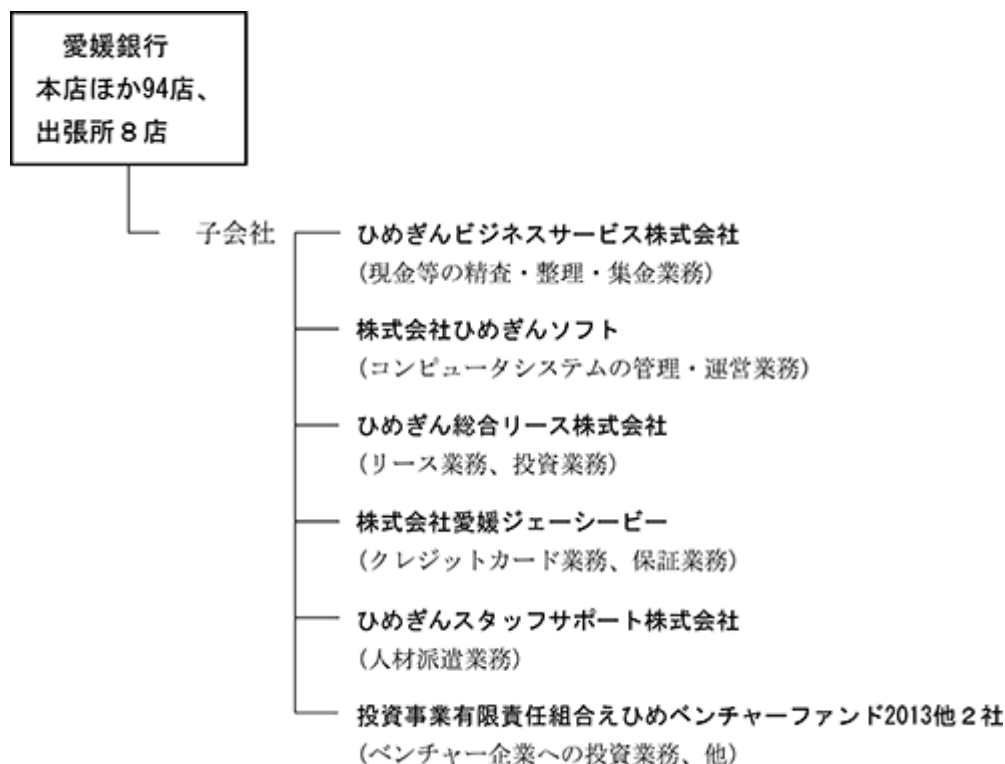 愛媛銀行
本店ほか94店、
出張所８店
子会社
ひめぎんビジネスサービス株式会社
(現金等の精査・整理・集金業務)
株式会社ひめぎんソフト
(コンピュータシステムの管理・運営業務)
ひめぎん総合リース株式会社
(リース業務、投資業務)
株式会社愛媛ジェーシービー
(クレジットカード業務、保証業務)
ひめぎんスタッフサポート株式会社
(人材派遣業務)
投資事業有限責任組合えひめベンチャーファンド2013他２社
(ベンチャー企業への投資業務、他)